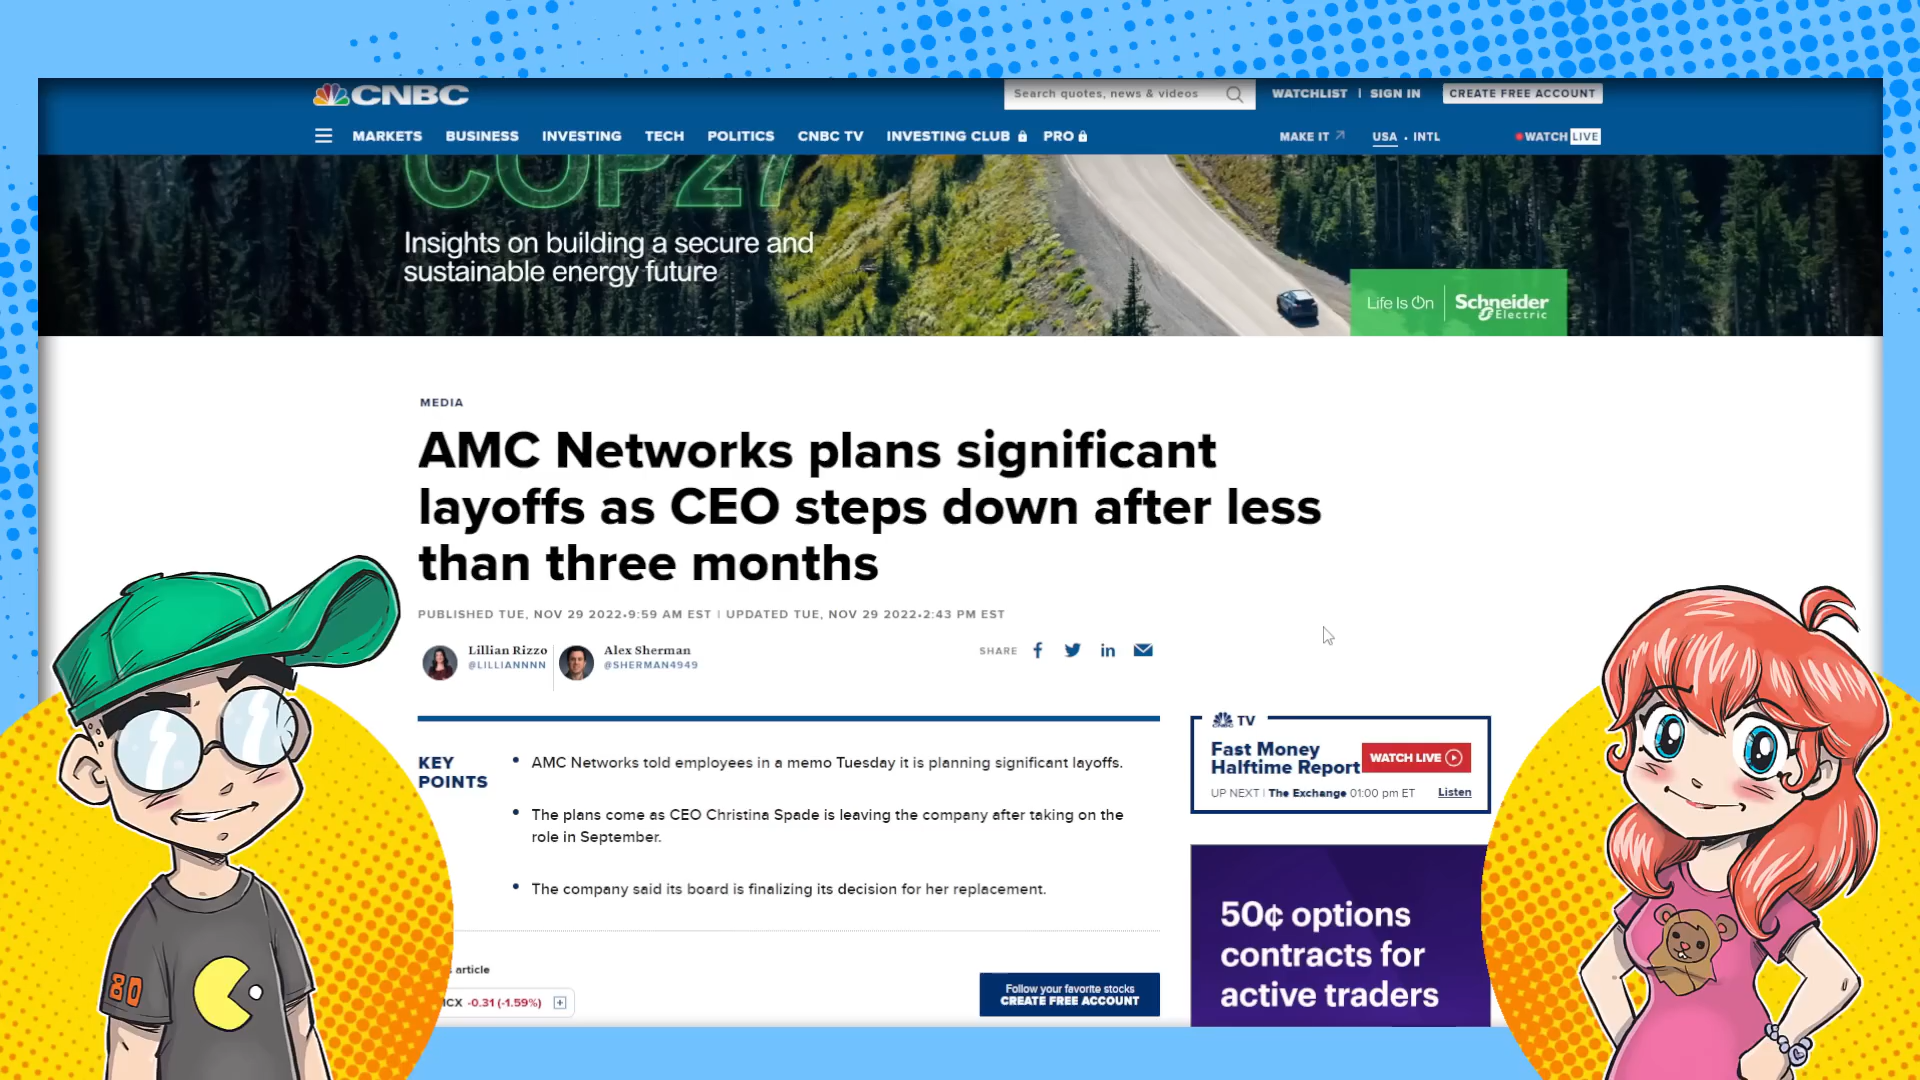 CNBC
Search quotes, news & videos
WATCHLIST | SIGN IN
CREATE FREE ACCOUNT
MARKETS BUSINESS INVESTING TECH POLITICS CNBC TV INVESTING CLUB PRO
MAKE IT
USA • INTL
WATCH LIVE
COP27
Insights on building a secure and
sustainable energy future
Life Is On
Schneider
Electric
MEDIA
AMC Networks plans significant
layoffs as CEO steps down after less
than three months
PUBLISHED TUE, NOV 29 2022•9:59 AM EST | UPDATED TUE, NOV 29 2022•2:43 PM EST
Lillian Rizzo
@LILLIANNNN
Alex Sherman
@SHERMAN4949
SHARE
KEY
POINTS
• AMC Networks told employees in a memo Tuesday it is planning significant layoffs.
• The plans come as CEO Christina Spade is leaving the company after taking on the
role in September.
• The company said its board is finalizing its decision for her replacement.
TV
Fast Money
Halftime Report
WATCH LIVE
UP NEXT | The Exchange 01:00 pm ET
Listen
50¢ options
contracts for
active traders
article
CX -0.31 (-1.59%)
Follow your favorite stocks
CREATE FREE ACCOUNT
80